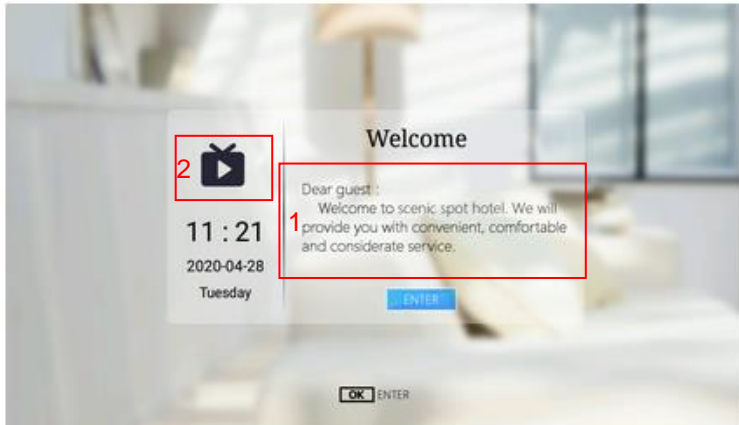 Welcome
2
Dear guest :
Welcome to scenic spot hotel. We will
1
provide you with convenient, comfortable
and considerate service.
11 : 21
2020-04-28
Tuesday
ENTER
OK ENTER